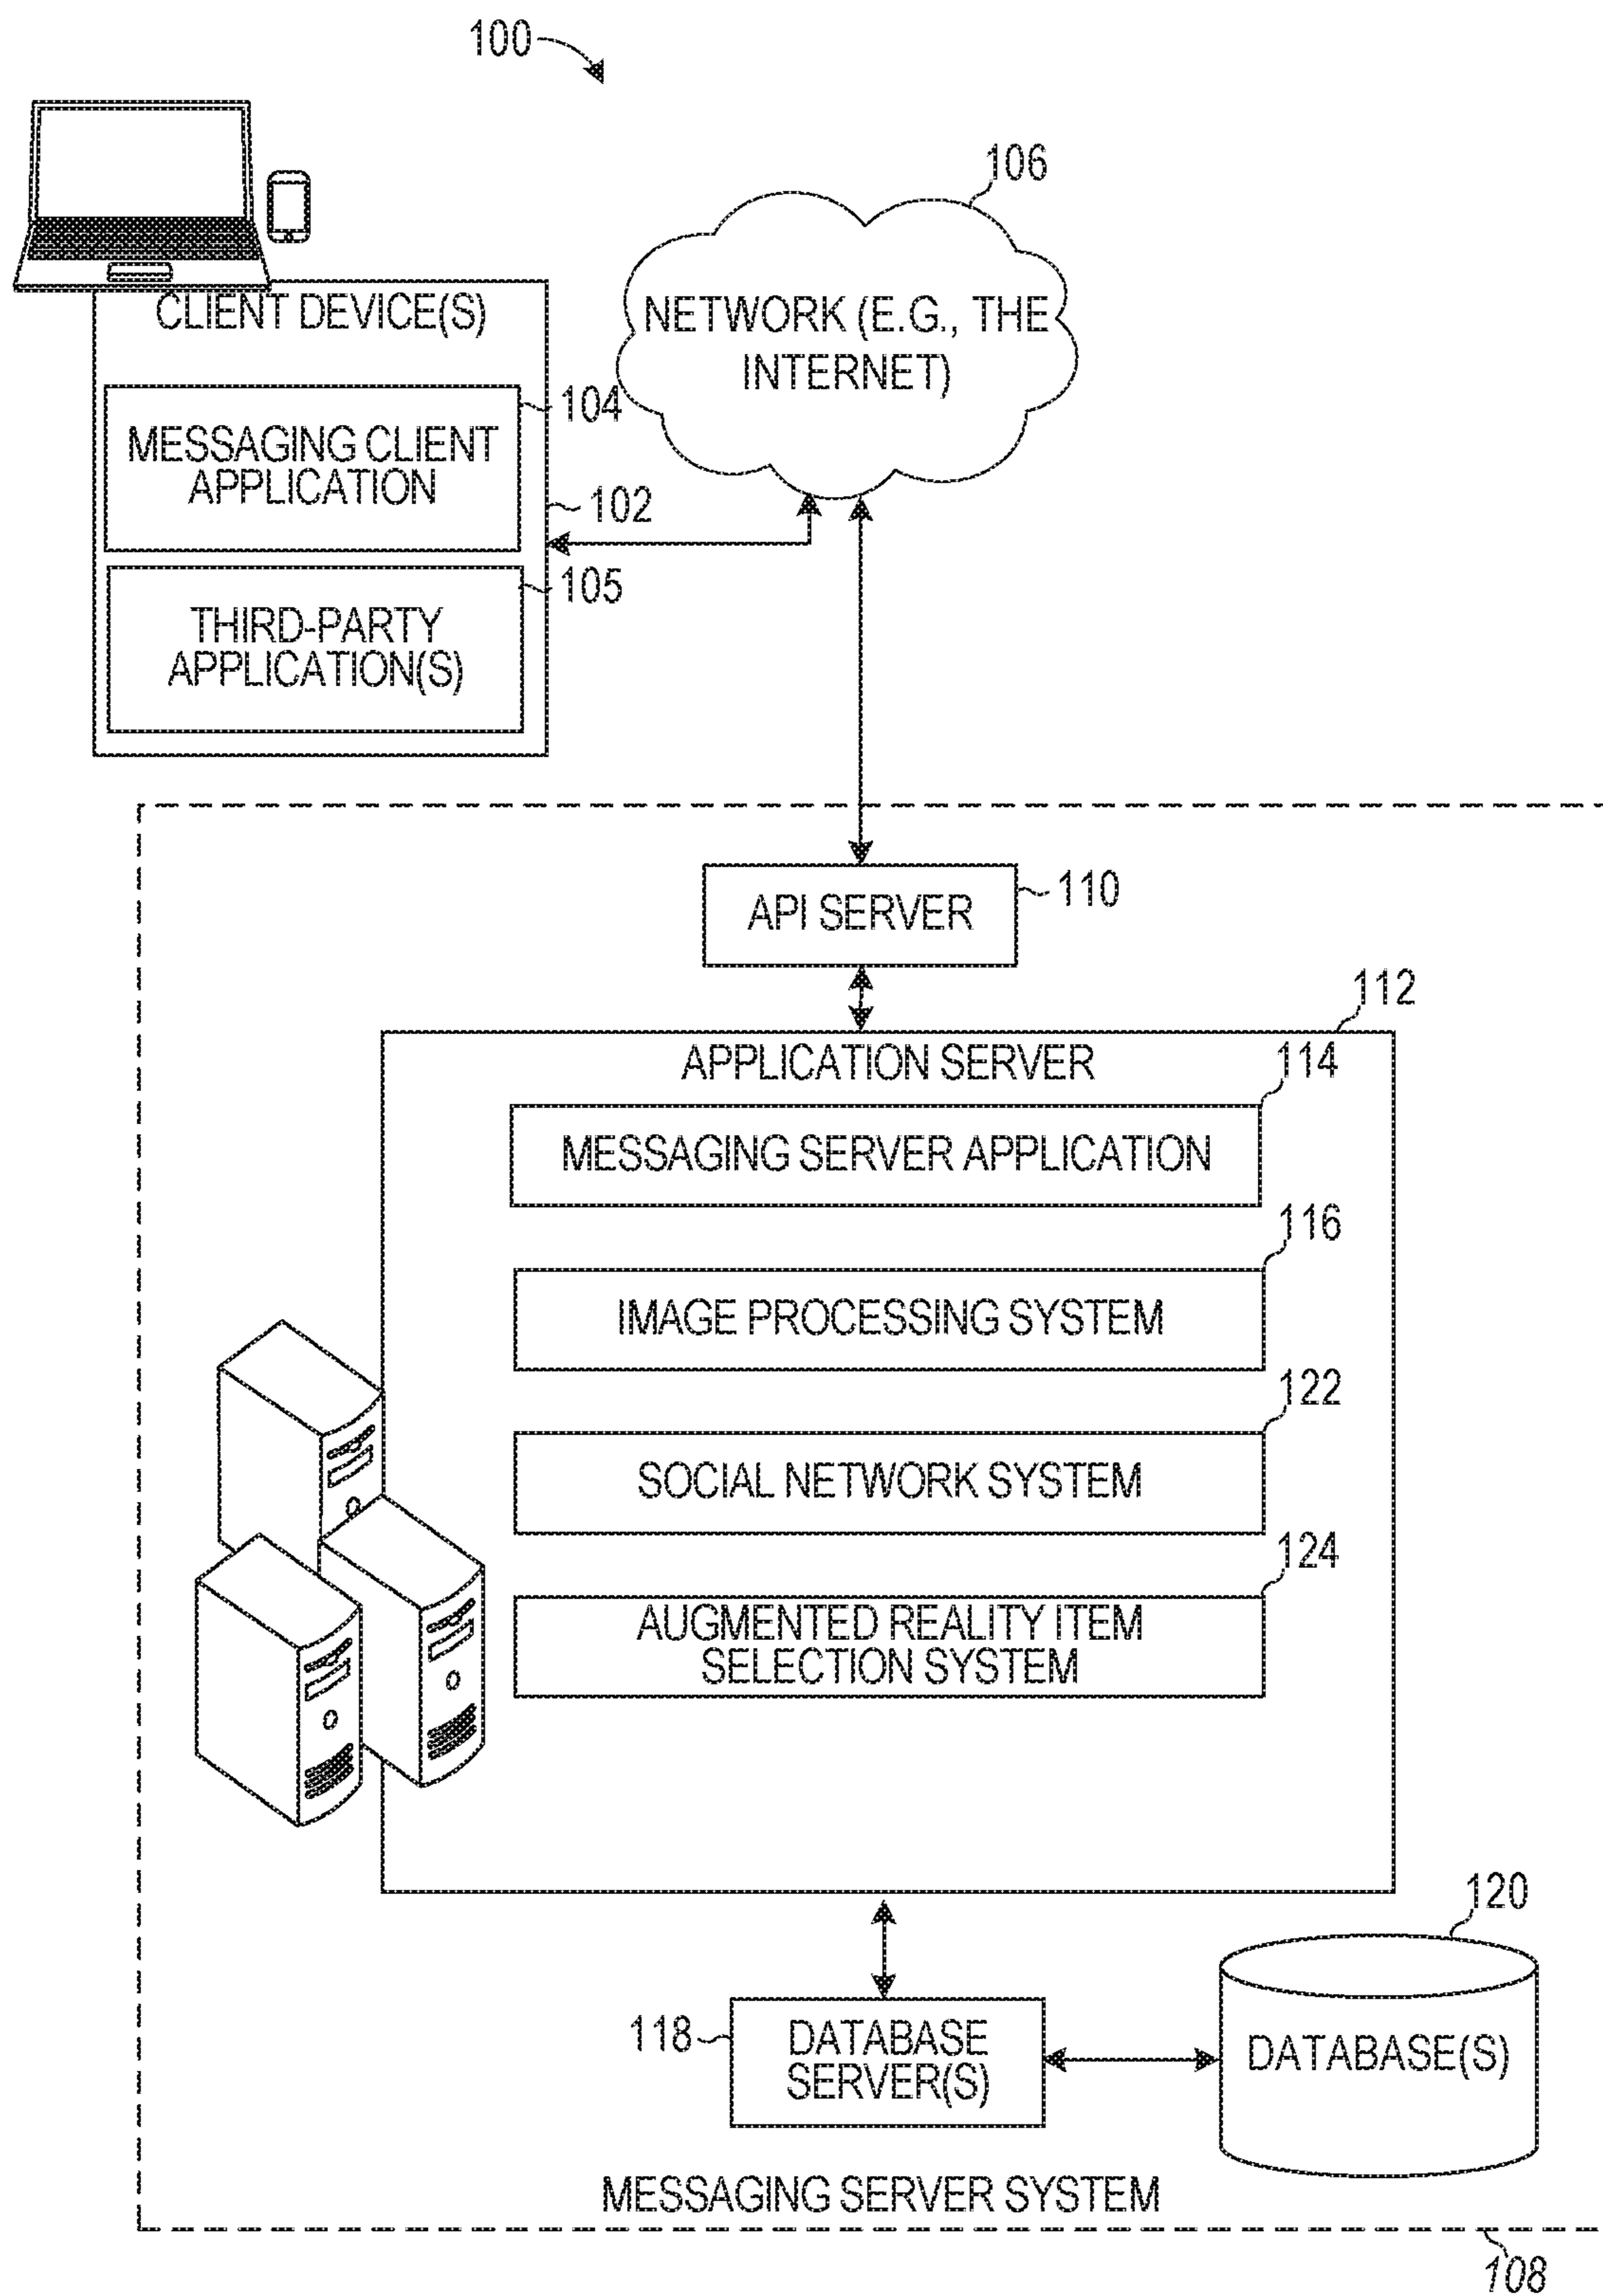 100
106
CLIENT DEVICE(S)
NETWORK (E.G., THE
INTERNET)
104
MESSAGING CLIENT
APPLICATION
102
105
THIRD-PARTY
APPLICATION(S)
API SERVER
110
112
APPLICATION SERVER
114
MESSAGING SERVER APPLICATION
116
IMAGE PROCESSING SYSTEM
122
SOCIAL NETWORK SYSTEM
124
AUGMENTED REALITY ITEM
SELECTION SYSTEM
120
118
DATABASE
SERVER(S)
DATABASE(S)
MESSAGING SERVER SYSTEM
108